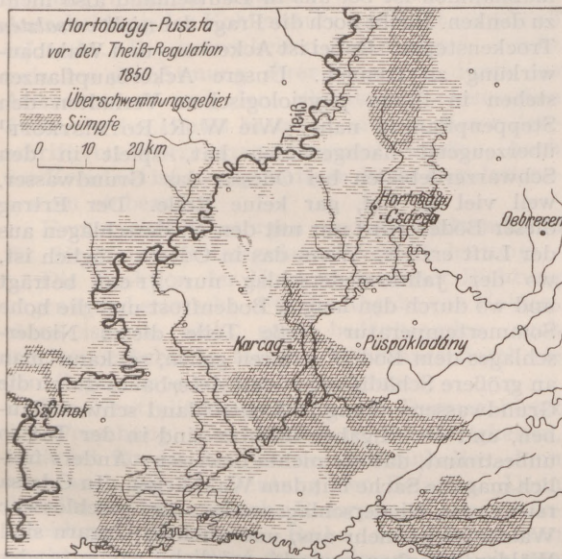 Hortobágy-Puszta
vor der Theiß-Regulation
1850
Überschwemmungsgebiet
Sümpfe
0 10 20 km
Theiß
Hortobágy
Csárda
Debrecen
Karcag
Püspökladány
Szolnok